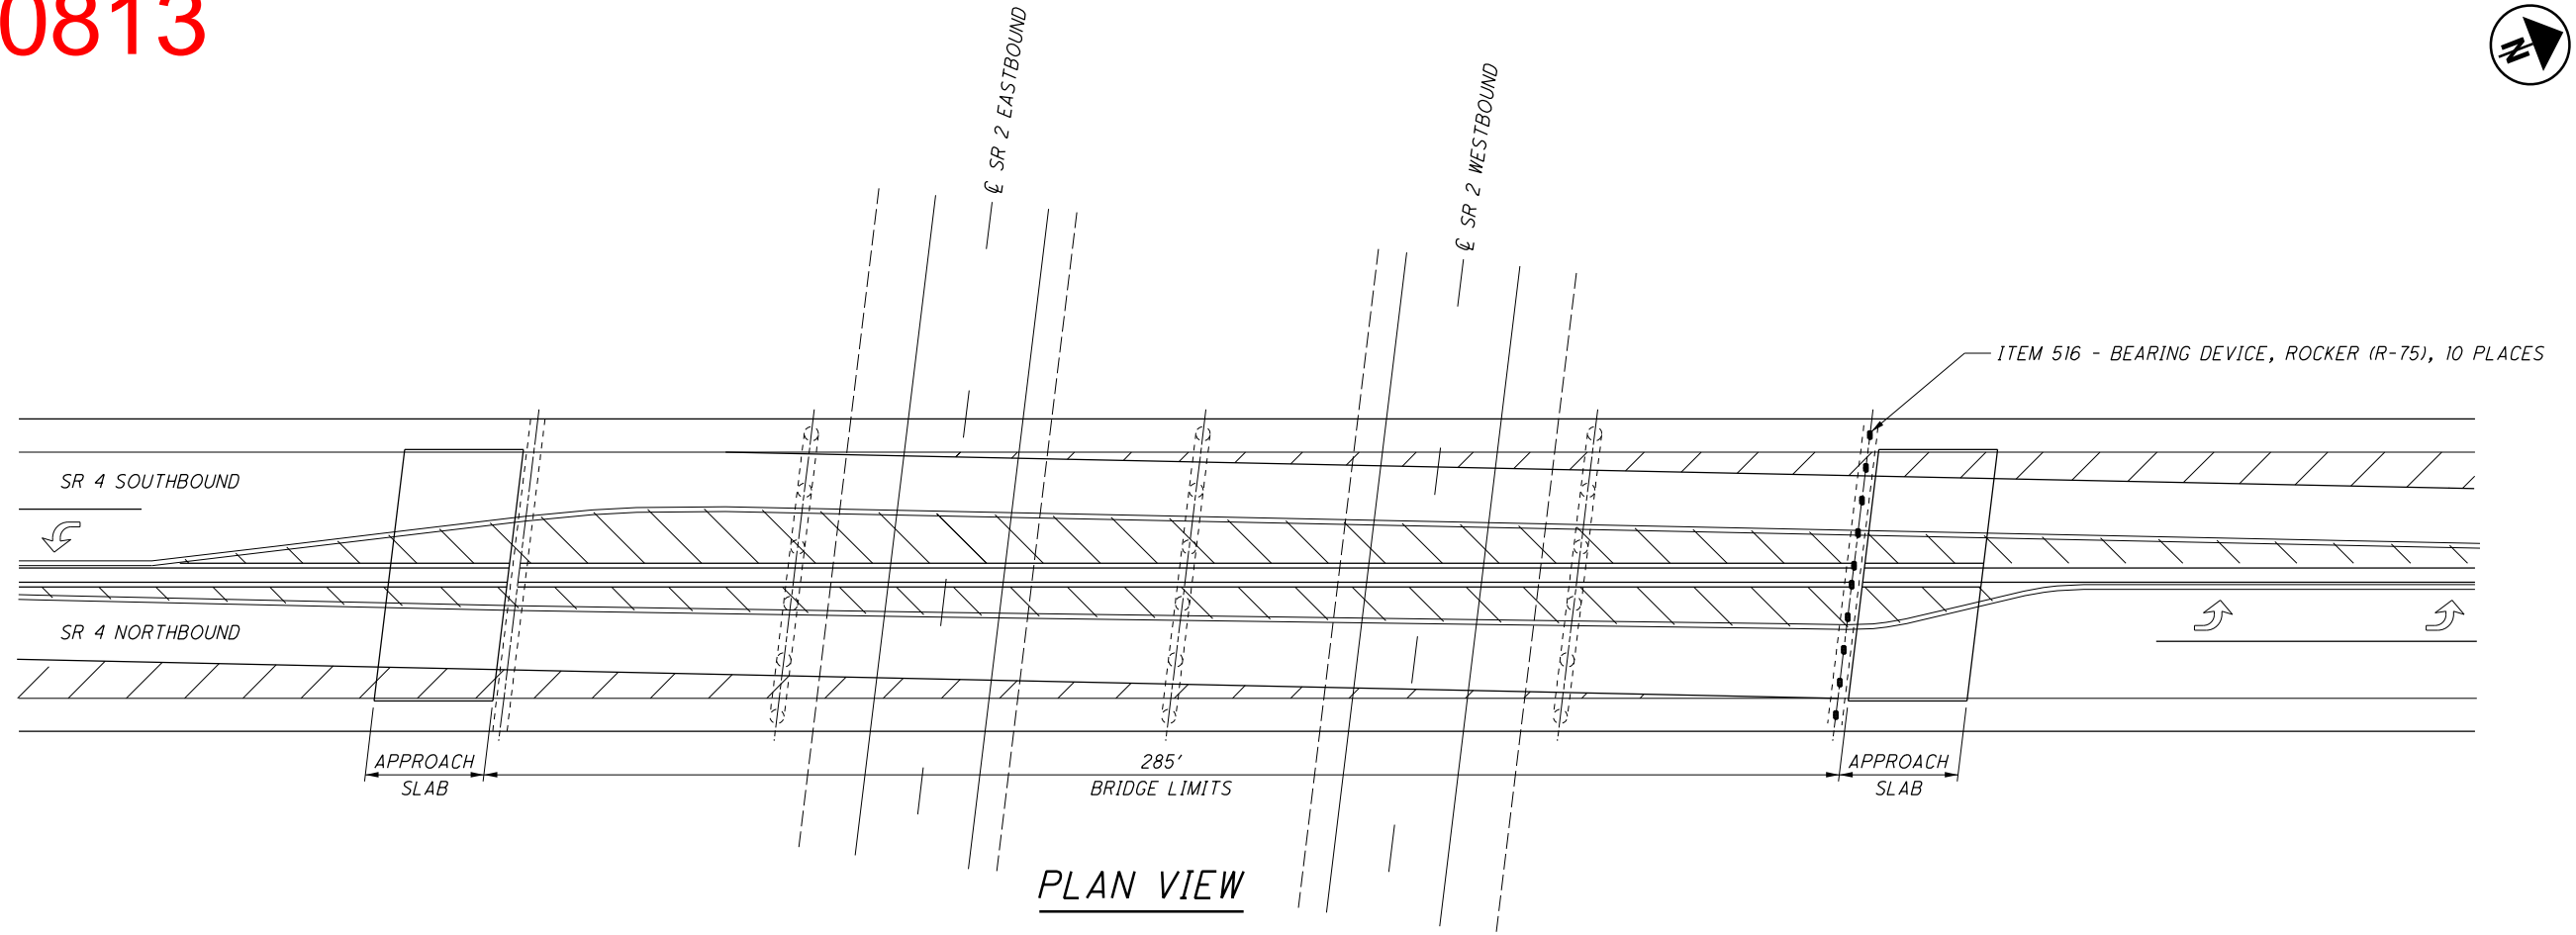 0813
N
℄ SR 2 EASTBOUND
℄ SR 2 WESTBOUND
ITEM 516 - BEARING DEVICE, ROCKER (R-75), 10 PLACES
SR 4 SOUTHBOUND
SR 4 NORTHBOUND
APPROACH
SLAB
285'
BRIDGE LIMITS
APPROACH
SLAB
PLAN VIEW